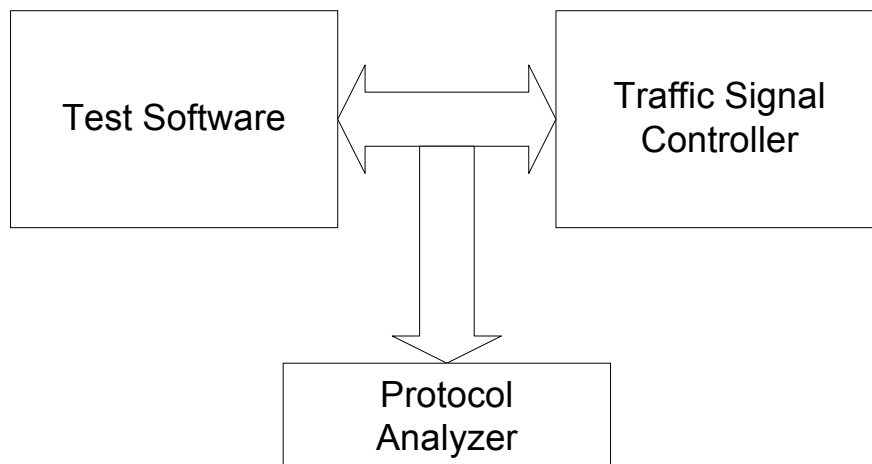 Test Software
Traffic Signal
Controller
Protocol
Analyzer